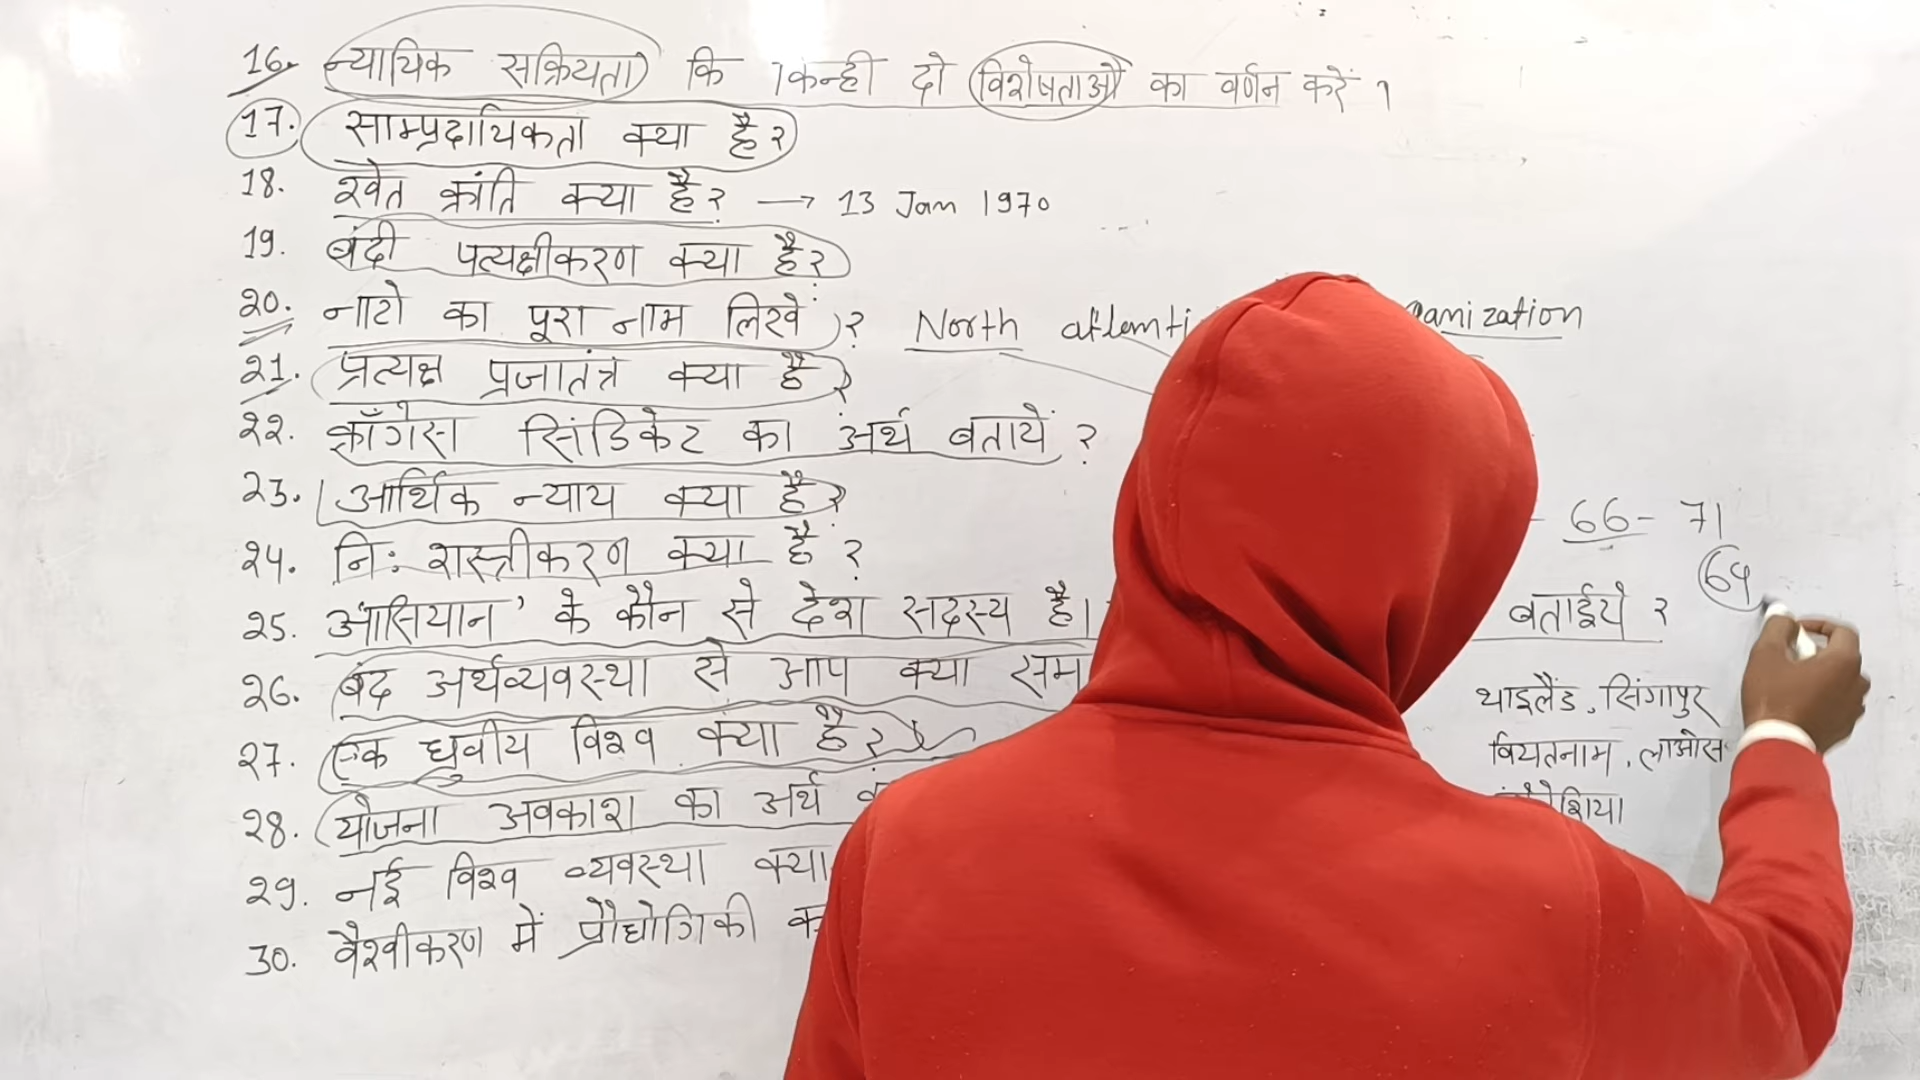 16. न्यायिक सक्रियता कि किन्ही दो विशेषताओं का वर्णन करें ।
17. साम्प्रदायिकता क्या है ?
18. श्वेत क्रांति क्या है ? → 13 Jan 1970
19. बंदी पत्यक्षीकरण क्या है ?
20. नाटो का पूरा नाम लिखें ? North atlanti ganization
21. प्रत्यक्ष प्रजातंत्र क्या है ?
22. काँग्रेस सिंडिकेट का अर्थ बतायें ?
23. आर्थिक न्याय क्या है ?
- 66 - 71
24. नि: शस्त्रीकरण क्या है ?
25. 'आसियान' के कौन से देश सदस्य है । बताईये ?
26. बंद अर्थव्यवस्था से आप क्या सम
थाइलैंड, सिंगापुर
27. एक ध्रुवीय विश्व क्या है ?
वियतनाम, लाओस
28. योजना अवकाश का अर्थ
शिया
29. नई विश्व व्यवस्था क्या
30. वैश्वीकरण में प्रौद्योगिकी क